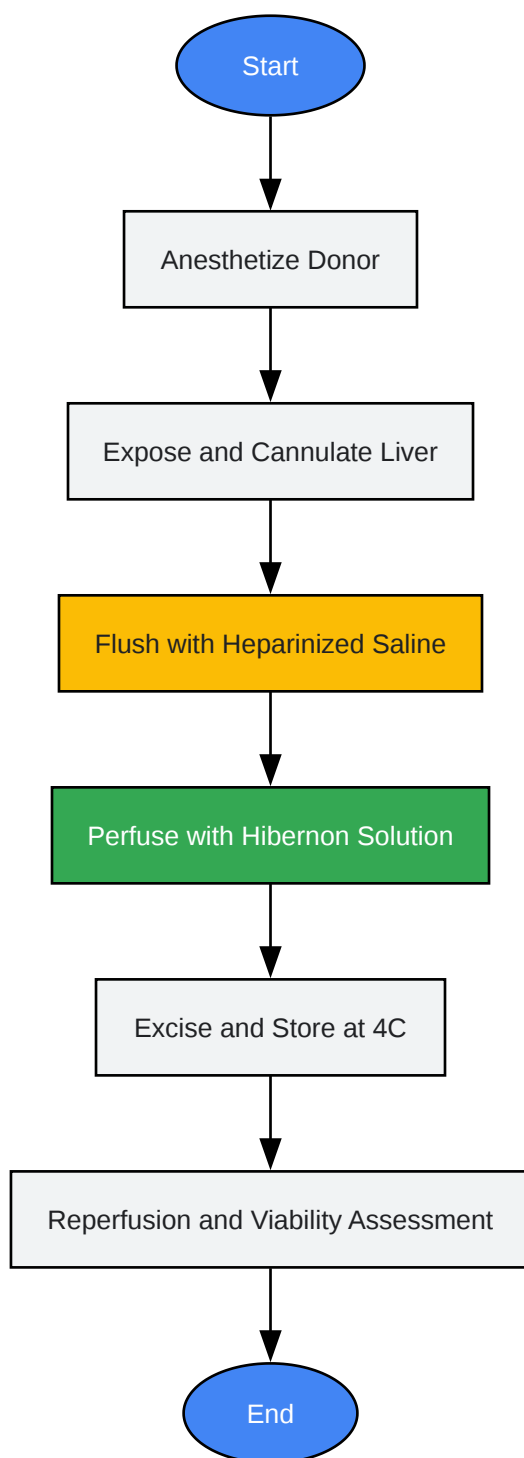 Start
Anesthetize Donor
Expose and Cannulate Liver
Flush with Heparinized Saline
Perfuse with Hibernon Solution
Excise and Store at 4C
Reperfusion and Viability Assessment
End